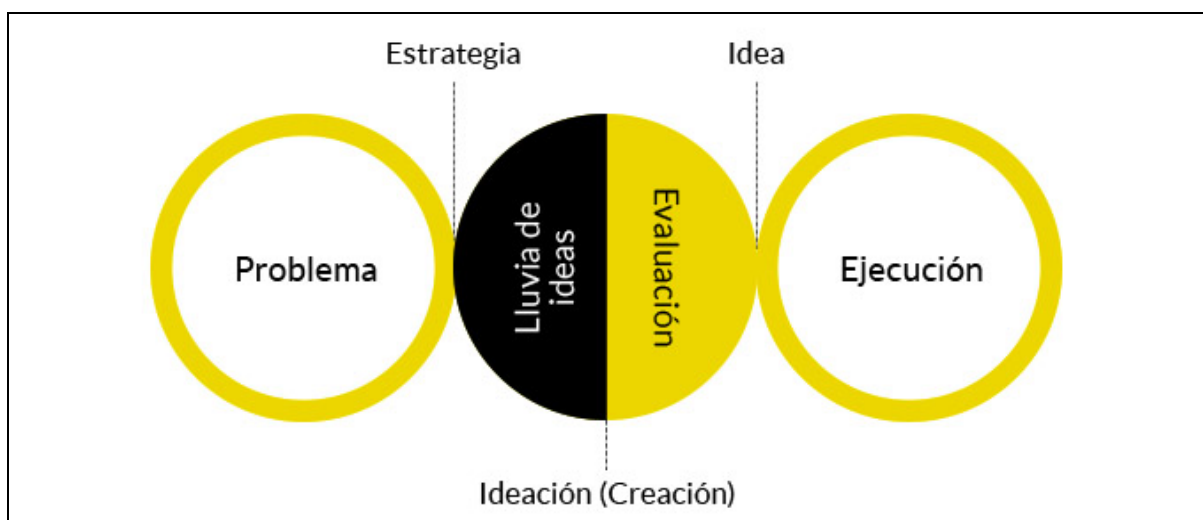 Estrategia
Idea
Problema
Lluvia de
ideas
Evaluación
Ejecución
Ideación (Creación)